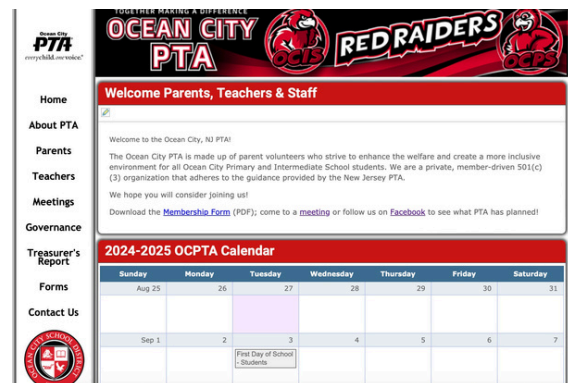 TOGETHER MAKING A DIFFERENCE
OCEAN CITY
PTA
OCIS
RED RAIDERS
OCPS
Ocean City
PTA
everychild.onevoice.®
Home
About PTA
Parents
Teachers
Meetings
Governance
Treasurer's
Report
Forms
Contact Us
OCEAN CITY SCHOOL DISTRICT
Welcome Parents, Teachers & Staff
Welcome to the Ocean City, NJ PTA!
The Ocean City PTA is made up of parent volunteers who strive to enhance the welfare and create a more inclusive
environment for all Ocean City Primary and Intermediate School students. We are a private, member-driven 501(c)
(3) organization that adheres to the guidance provided by the New Jersey PTA.
We hope you will consider joining us!
Download the Membership Form (PDF); come to a meeting or follow us on Facebook to see what PTA has planned!
2024-2025 OCPTA Calendar
Sunday Monday Tuesday Wednesday Thursday Friday Saturday
Aug 25 26 27 28 29 30 31
Sep 1 2 3 4 5 6 7
First Day of School
- Students